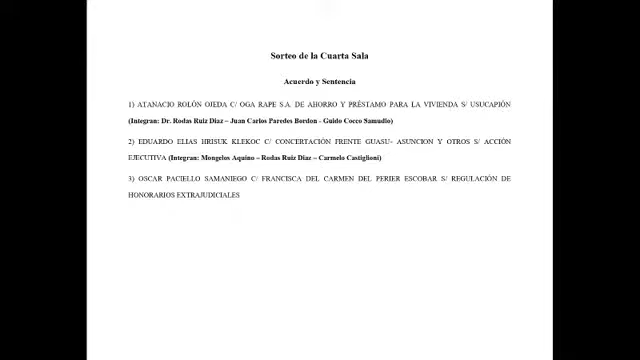 Sorteo de la Cuarta Sala
Acuerdo y Sentencia
1) ATANACIO ROLÓN OJEDA C/ OGA RAPE S.A. DE AHORRO Y PRÉSTAMO PARA LA VIVIENDA S/ USUCAPIÓN
(Integran: Dr. Rodas Ruiz Diaz – Juan Carlos Paredes Bordon - Guido Cocco Samudio)
2) EDUARDO ELIAS HRISUK KLEKOC C/ CONCERTACIÓN FRENTE GUASU- ASUNCION Y OTROS S/ ACCIÓN
EJECUTIVA (Integran: Mongelos Aquino – Rodas Ruiz Diaz – Carmelo Castiglioni)
3) OSCAR PACIELLO SAMANIEGO C/ FRANCISCA DEL CARMEN DEL PERIER ESCOBAR S/ REGULACIÓN DE
HONORARIOS EXTRAJUDICIALES